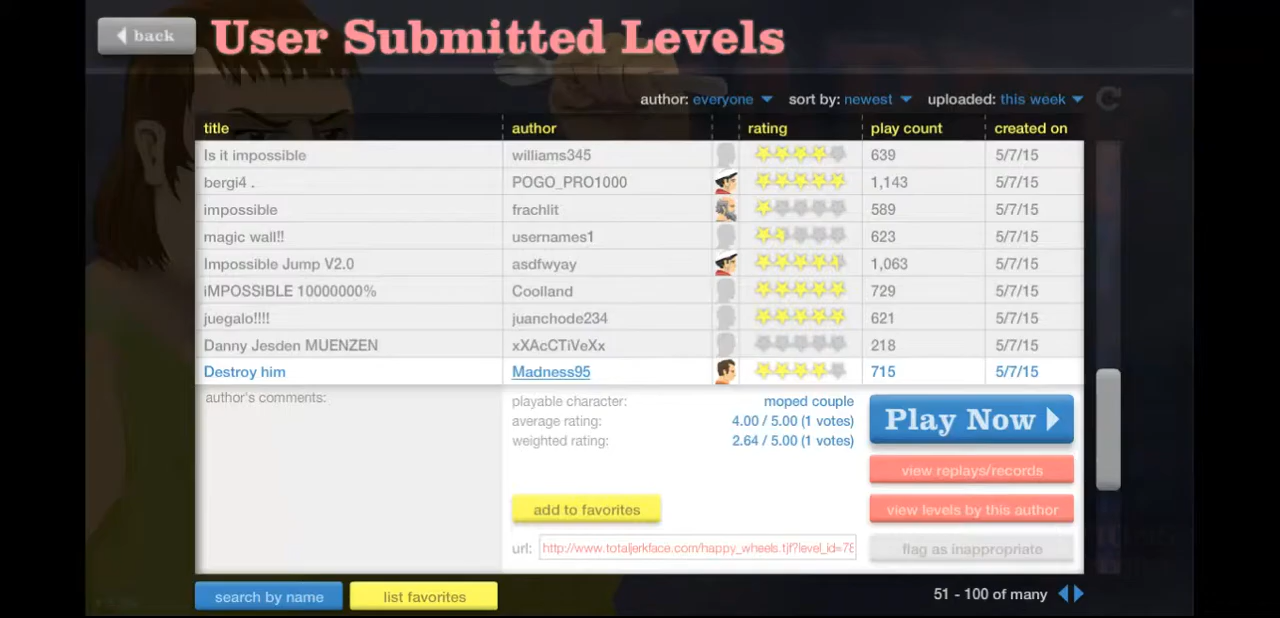 back
User Submitted Levels
author: everyone sort by: newest uploaded: this week
title author rating play count created on
Is it impossible williams345 639 5/7/15
bergi4 . POGO_PRO1000 1,143 5/7/15
impossible frachlit 589 5/7/15
magic wall!! usernames1 623 5/7/15
Impossible Jump V2.0 asdfwyay 1,063 5/7/15
iMPOSSIBLE 10000000% Coolland 729 5/7/15
juegalo!!!! juanchode234 621 5/7/15
Danny Jesden MUENZEN xXAcCTiVeXx 218 5/7/15
Destroy him Madness95 715 5/7/15
author's comments: playable character: moped couple
average rating: 4.00 / 5.00 (1 votes)
weighted rating: 2.64 / 5.00 (1 votes)
Play Now
view replays/records
add to favorites view levels by this author
url: http://www.totaljerkface.com/happy_wheels.tjf?level_id=78 flag as inappropriate
search by name list favorites 51 - 100 of many